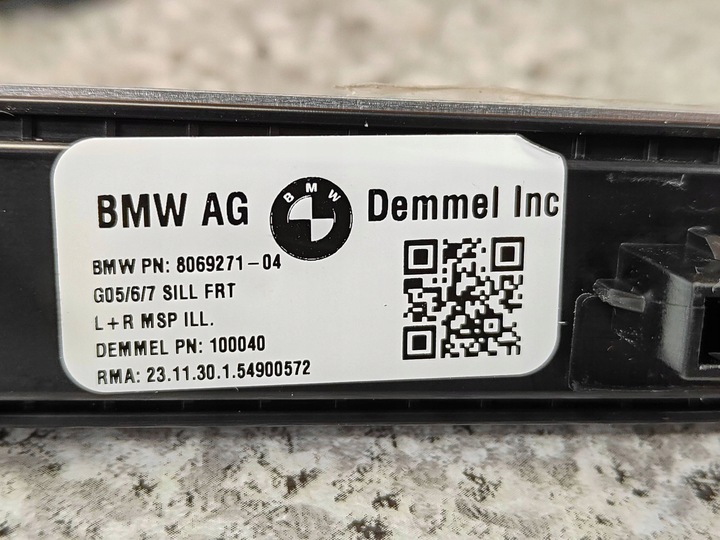 BMW AG BMW Demmel Inc
BMW PN: 8069271-04
G05/6/7 SILL FRT
L+R MSP ILL.
DEMMEL PN: 100040
RMA: 23.11.30.1.54900572